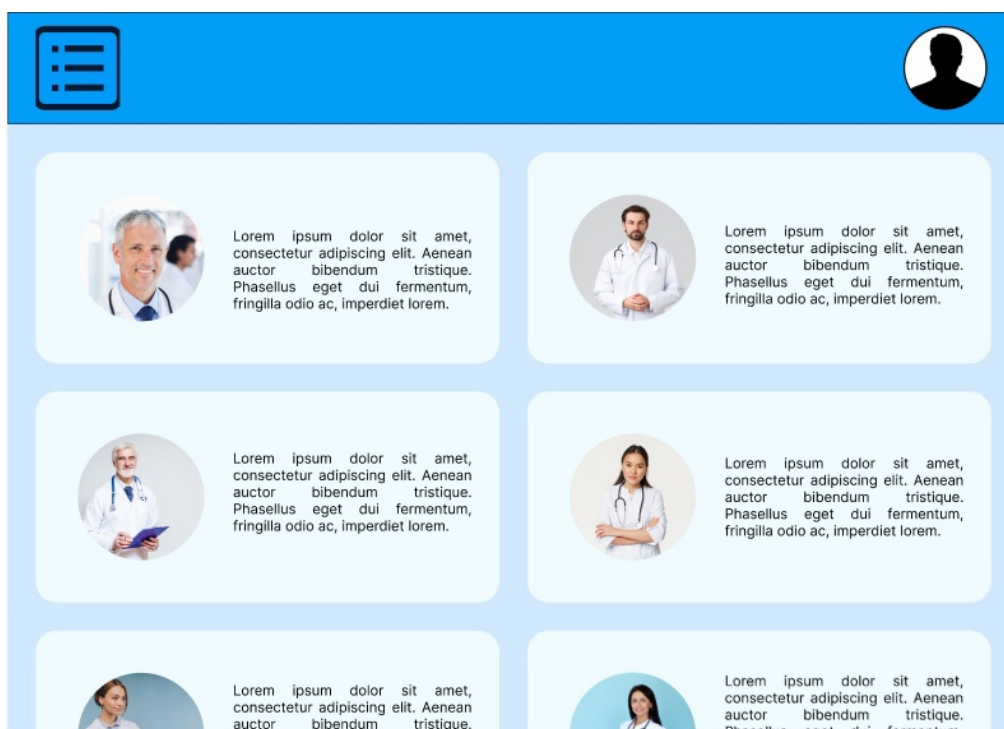 Lorem ipsum dolor sit amet,
consectetur adipiscing elit. Aenean
auctor bibendum tristique.
Phasellus eget dui fermentum,
fringilla odio ac, imperdiet lorem.
Lorem ipsum dolor sit amet,
consectetur adipiscing elit. Aenean
auctor bibendum tristique.
Phasellus eget dui fermentum,
fringilla odio ac, imperdiet lorem.
Lorem ipsum dolor sit amet,
consectetur adipiscing elit. Aenean
auctor bibendum tristique.
Phasellus eget dui fermentum,
fringilla odio ac, imperdiet lorem.
Lorem ipsum dolor sit amet,
consectetur adipiscing elit. Aenean
auctor bibendum tristique.
Phasellus eget dui fermentum,
fringilla odio ac, imperdiet lorem.
Lorem ipsum dolor sit amet,
consectetur adipiscing elit. Aenean
auctor bibendum tristique.
Lorem ipsum dolor sit amet,
consectetur adipiscing elit. Aenean
auctor bibendum tristique.